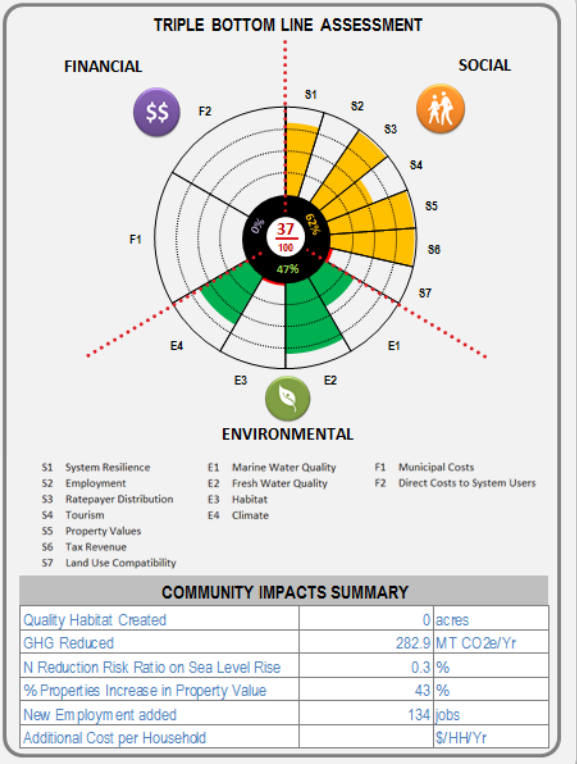 TRIPLE BOTTOM LINE ASSESSMENT
FINANCIAL
SOCIAL
$$
F2
S1
S2
S3
S4
S5
S6
S7
F1
0%
62%
37
100
47%
E4
E3
E2
E1
ENVIRONMENTAL
S1 System Resilience
S2 Employment
S3 Ratepayer Distribution
S4 Tourism
S5 Property Values
S6 Tax Revenue
S7 Land Use Compatibility
E1 Marine Water Quality
E2 Fresh Water Quality
E3 Habitat
E4 Climate
F1 Municipal Costs
F2 Direct Costs to System Users
COMMUNITY IMPACTS SUMMARY
Quality Habitat Created 0 acres
GHG Reduced 282.9 MT CO2e/Yr
N Reduction Risk Ratio on Sea Level Rise 0.3 %
% Properties Increase in Property Value 43 %
New Employment added 134 jobs
Additional Cost per Household $/HH/Yr